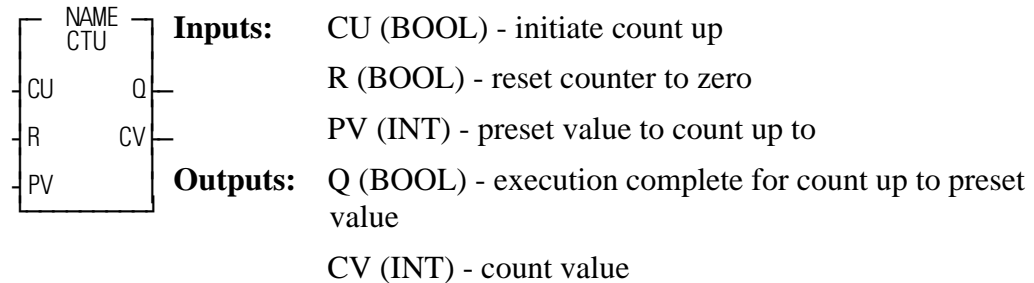 NAME
CTU
CU Q
R CV
PV
Inputs: CU (BOOL) - initiate count up
R (BOOL) - reset counter to zero
PV (INT) - preset value to count up to
Outputs: Q (BOOL) - execution complete for count up to preset
value
CV (INT) - count value